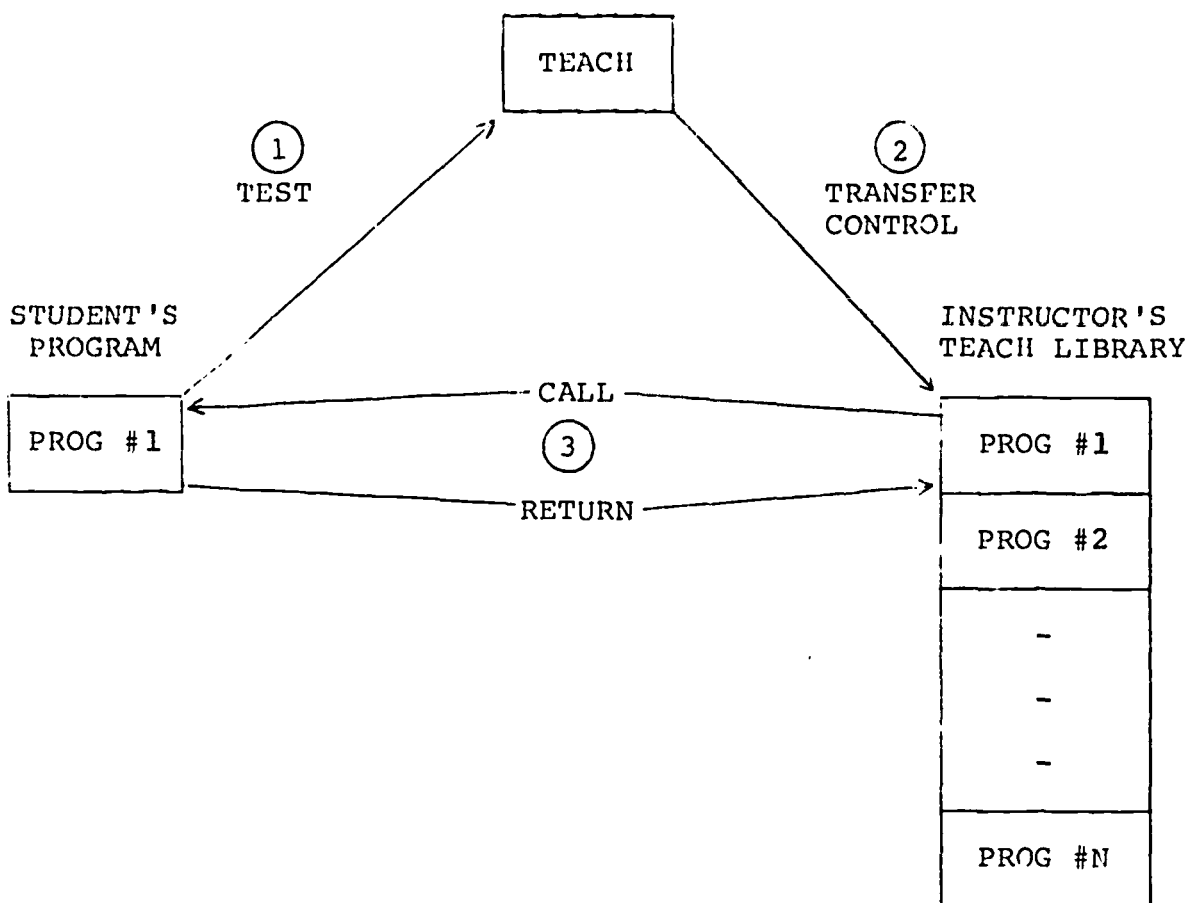 TEACH
1
TEST
2
TRANSFER
CONTROL
STUDENT'S
PROGRAM
INSTRUCTOR'S
TEACH LIBRARY
PROG #1
CALL
3
RETURN
PROG #1
PROG #2
-
-
-
PROG #N